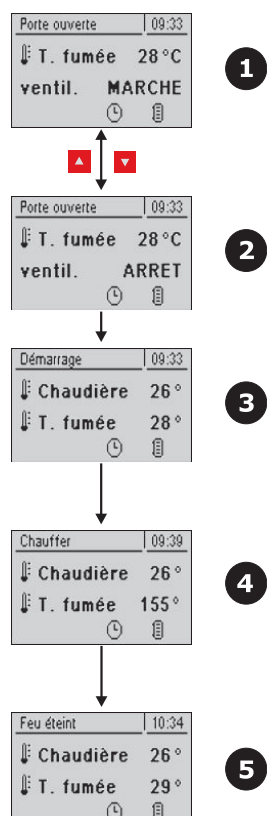 Porte ouverte 09:33
T. fumée 28°C
ventil. MARCHE
1
Porte ouverte 09:33
T. fumée 28°C
ventil. ARRET
2
Démarrage 09:33
Chaudière 26°
T. fumée 28°
3
Chauffer 09:39
Chaudière 26°
T. fumée 155°
4
Feu éteint 10:34
Chaudière 26°
T. fumée 29°
5